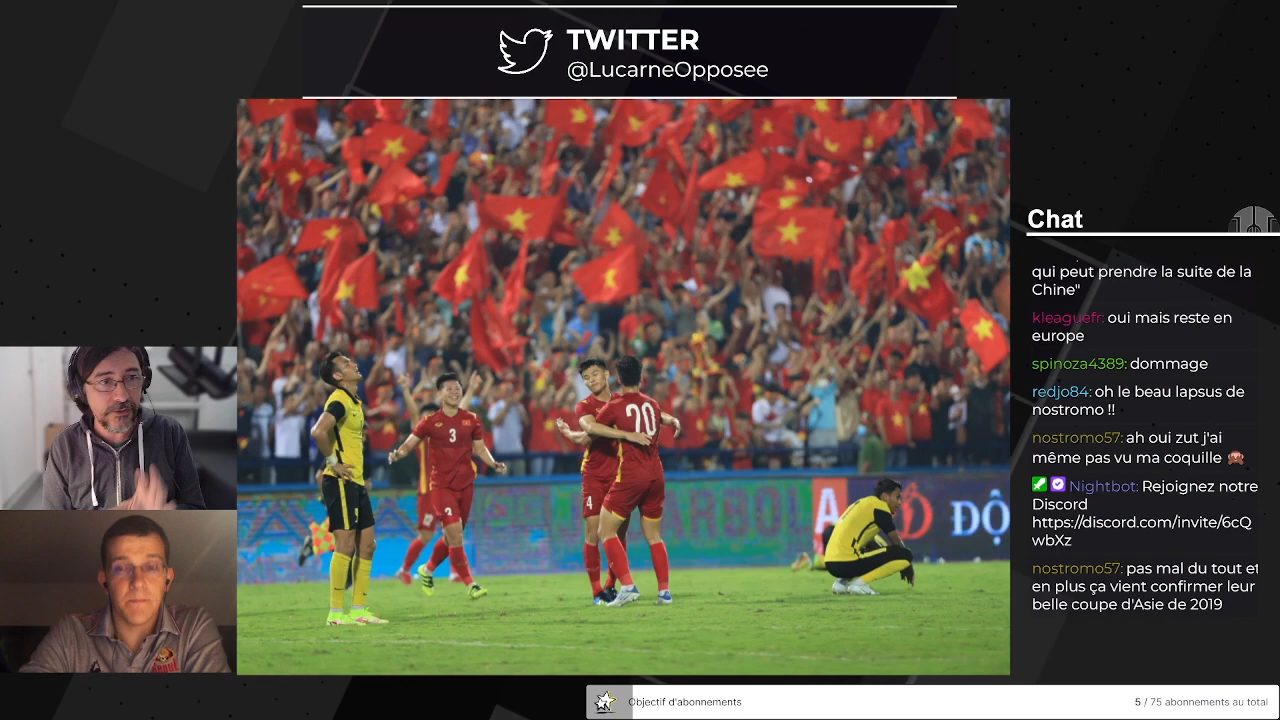 TWITTER
@LucarneOpposee
Chat
qui peut prendre la suite de la
Chine"
kleaguefr: oui mais reste en
europe
spinoza4389: dommage
redjo84: oh le beau lapsus de
nostromo !!
nostromo57: ah oui zut j'ai
même pas vu ma coquille
Nightbot: Rejoignez notre
Discord
https://discord.com/invite/6cQ
wbXz
nostromo57: pas mal du tout et
en plus ça vient confirmer leur
belle coupe d'Asie de 2019
3
3
20
4
ARBOL
A
ĐỘ
Objectif d'abonnements
5 / 75 abonnements au total